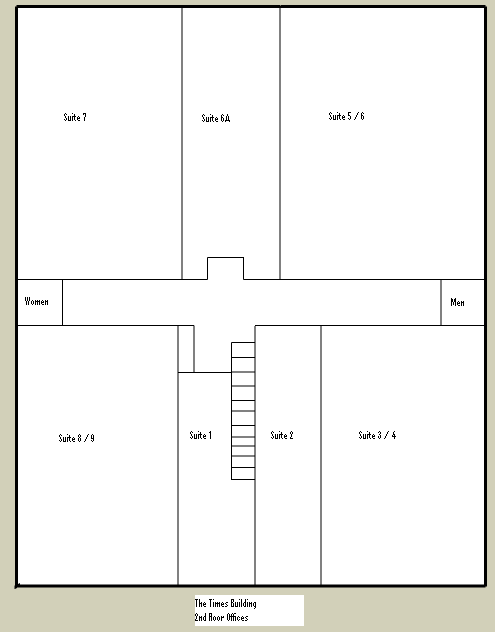 Suite 7
Suite 6A
Suite 5 / 6
Women
Men
Suite 8 / 9
Suite 1
Suite 2
Suite 3 / 4
The Times Building
2nd Floor Offices